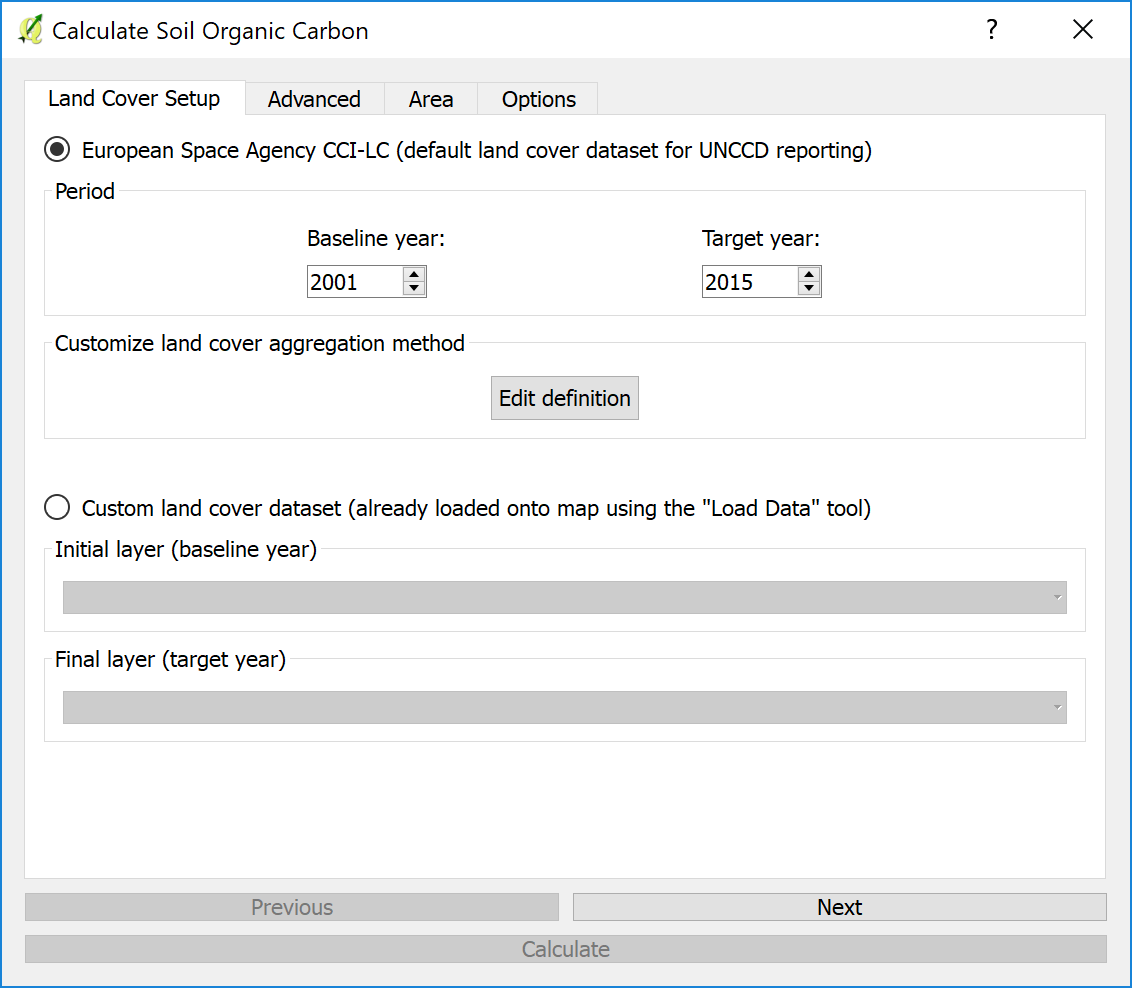 Calculate Soil Organic Carbon ?
Land Cover Setup Advanced Area Options
European Space Agency CCI-LC (default land cover dataset for UNCCD reporting)
Period
Baseline year: Target year:
2001 2015
Customize land cover aggregation method
Edit definition
Custom land cover dataset (already loaded onto map using the "Load Data" tool)
Initial layer (baseline year)
Final layer (target year)
Previous Next
Calculate